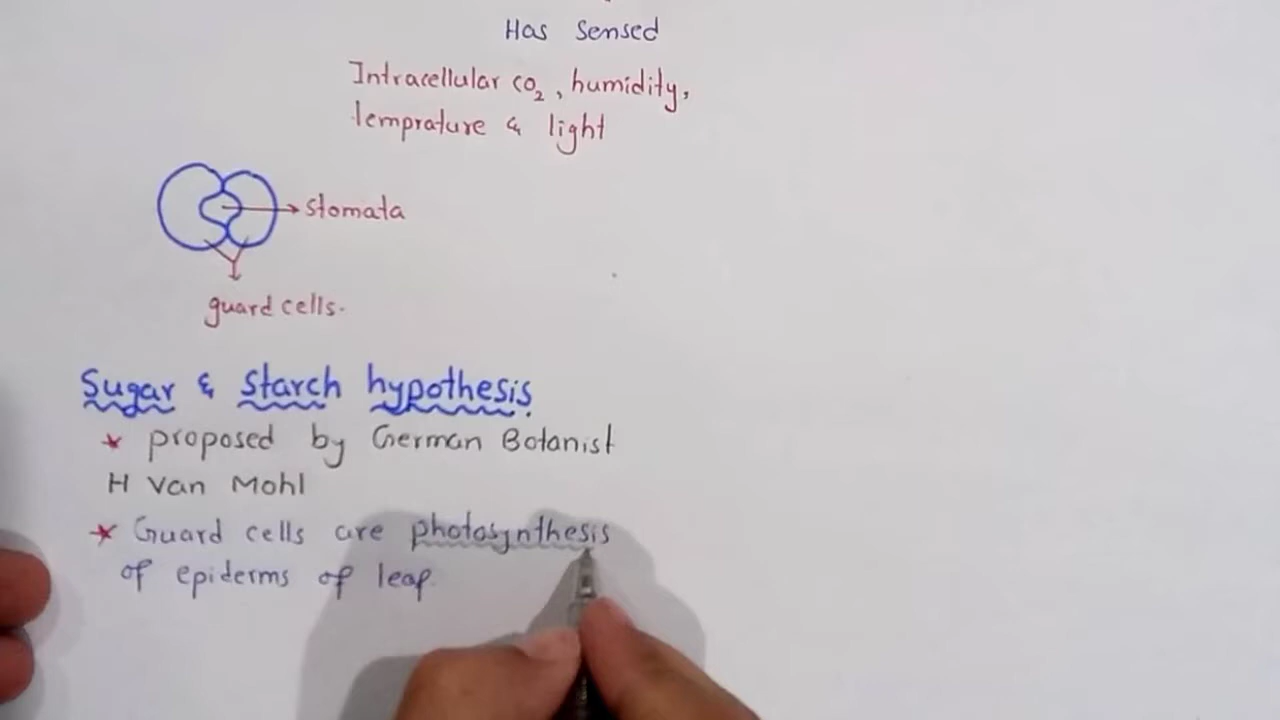 Has Sensed
Intracellular CO2, humidity,
temprature & light
stomata
guard cells.
Sugar & Starch hypothesis.
* proposed by German Botanist
H Van Mohl
* Guard cells are photosynthesis
of epiderms of leaf